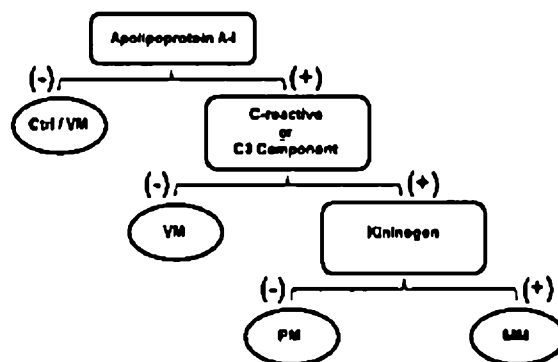 Apolipoprotein A-I
(-)
(+)
Ctrl / VM
C-reactive
or
C3 Component
(-)
(+)
VM
Kininogen
(-)
(+)
PM
MM